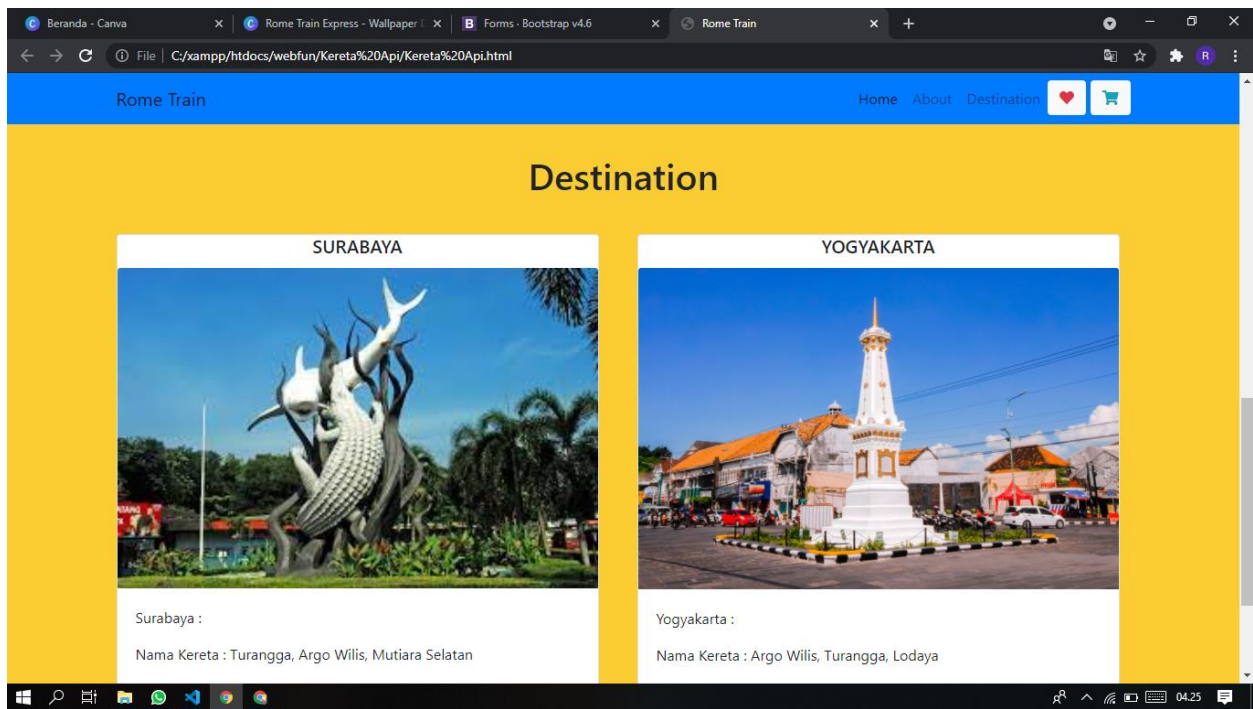 Beranda - Canva
Rome Train Express - Wallpaper
Forms · Bootstrap v4.6
Rome Train
File | C:/xampp/htdocs/webfun/Kereta%20Api/Kereta%20Api.html
R
Rome Train
Home About Destination
Destination
SURABAYA
YOGYAKARTA
Surabaya :
Nama Kereta : Turangga, Argo Wilis, Mutiara Selatan
Yogyakarta :
Nama Kereta : Argo Wilis, Turangga, Lodaya
04.25